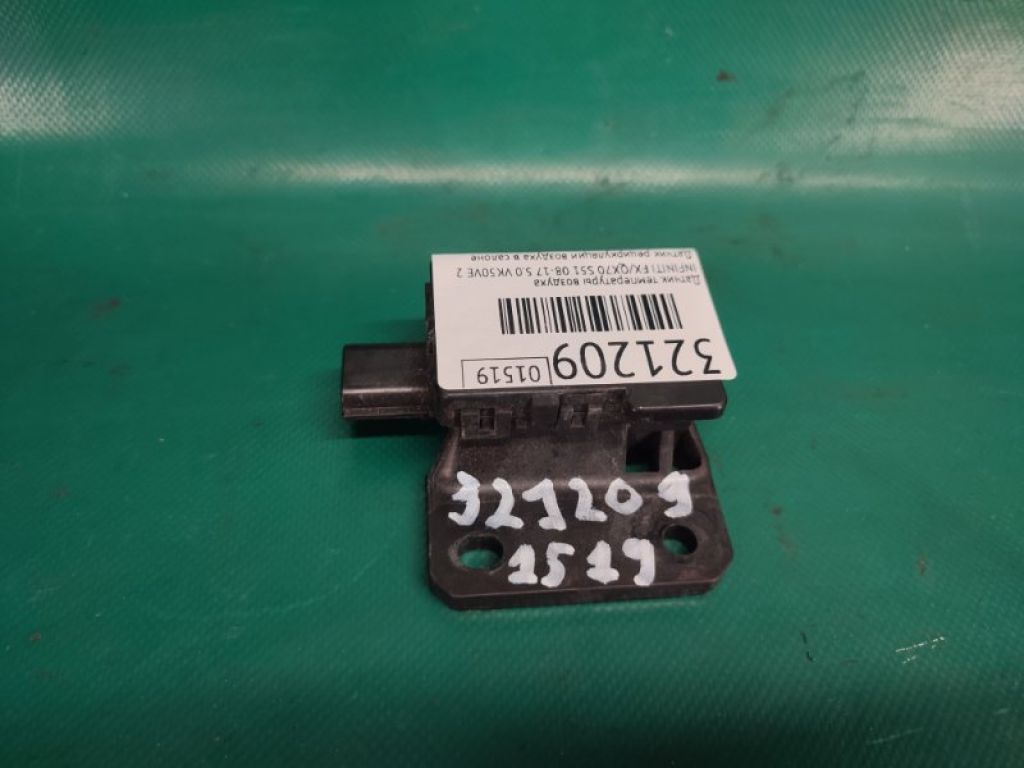 321209
01519
Датчик температуры воздуха
INFINITI FX/QX70 S51 08-17 5.0 VK50VE 2
Датчик рециркуляции воздуха в салоне
321209
1519